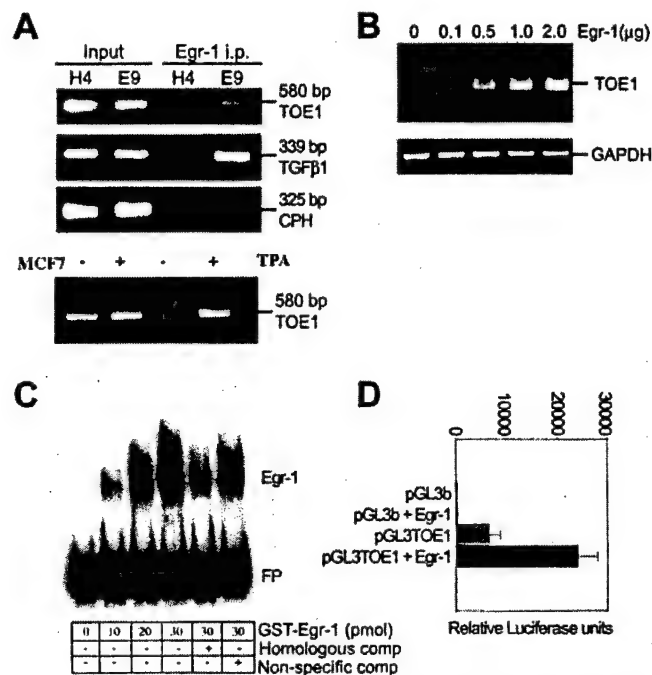 A
Input Egr-1 i.p.
H4 E9 H4 E9
580 bp
TOE1
339 bp
TGFβ1
325 bp
CPH
MCF7 - + - + TPA
580 bp
TOE1
B
0 0.1 0.5 1.0 2.0 Egr-1(µg)
TOE1
GAPDH
C
Egr-1
FP
0 10 20 30 30 30 GST-Egr-1 (pmol)
- - - - + - Homologous comp
- - - - - + Non-specific comp
D
0 10000 20000 30000
pGL3b
pGL3b + Egr-1
pGL3TOE1
pGL3TOE1 + Egr-1
Relative Luciferase units